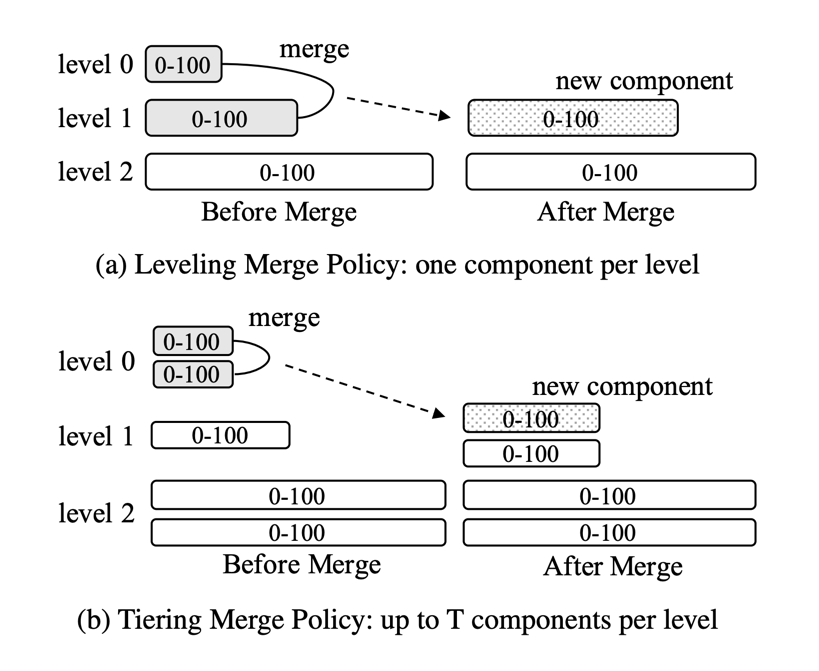 merge
level 0 0-100
new component
level 1 0-100 0-100
level 2 0-100 0-100
Before Merge After Merge
(a) Leveling Merge Policy: one component per level
merge
0-100
level 0
0-100
new component
0-100
level 1 0-100
0-100
0-100 0-100
level 2
0-100 0-100
Before Merge After Merge
(b) Tiering Merge Policy: up to T components per level